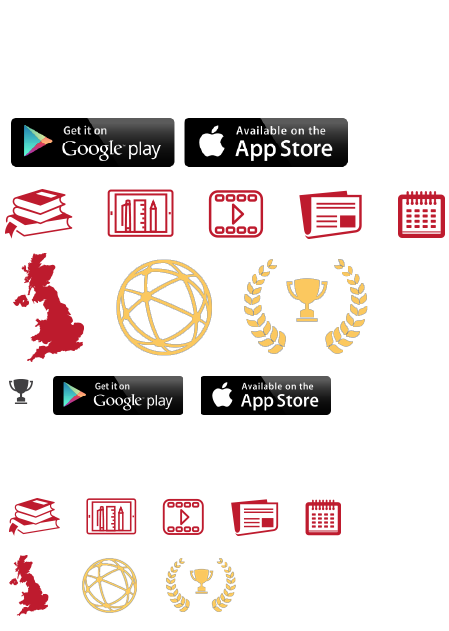 Get it on
Google play
Available on the
App Store
Get it on
Google play
Available on the
App Store